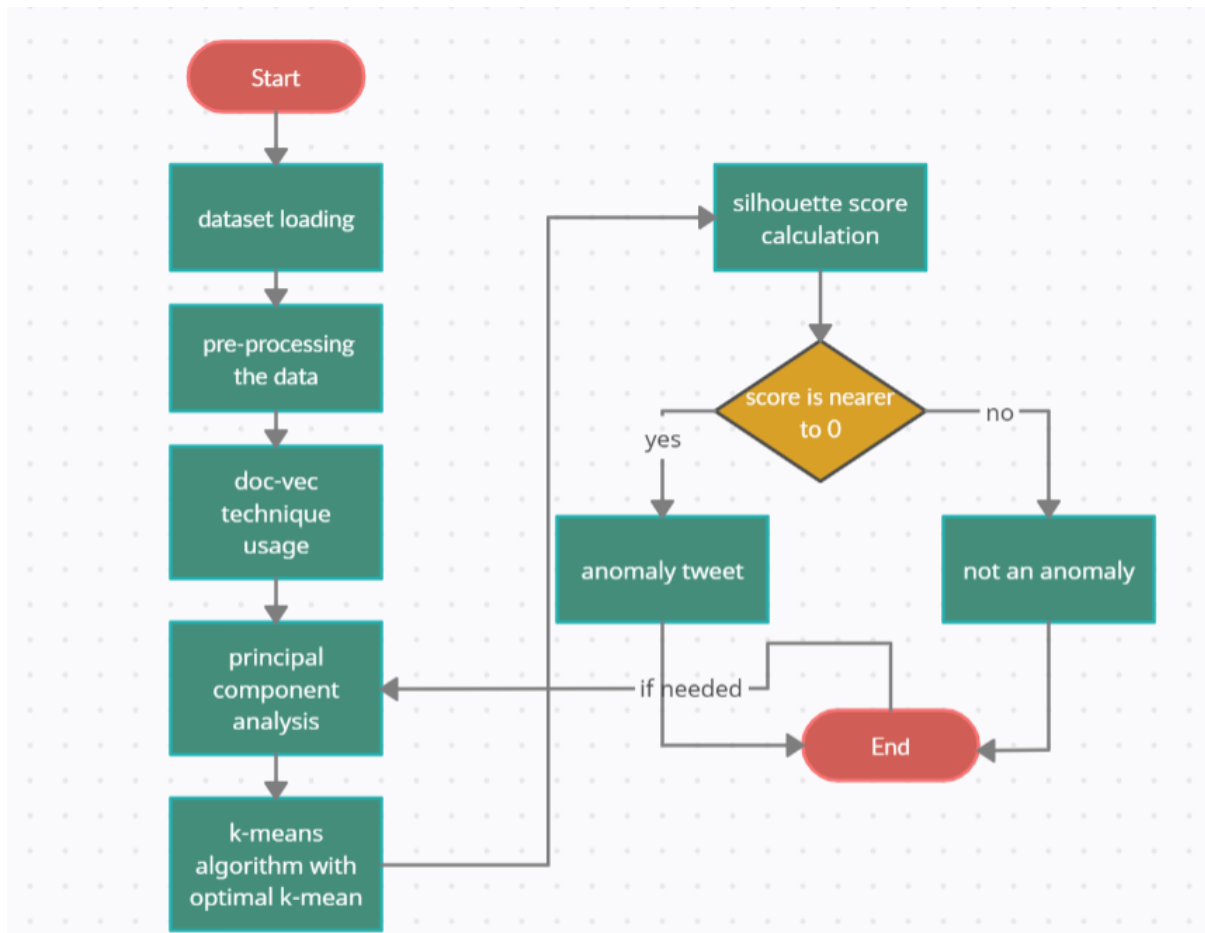 Start
dataset loading
pre-processing
the data
doc-vec
technique
usage
principal
component
analysis
k-means
algorithm with
optimal k-mean
silhouette score
calculation
score is nearer
to 0
yes
no
anomaly tweet
not an anomaly
if needed
End